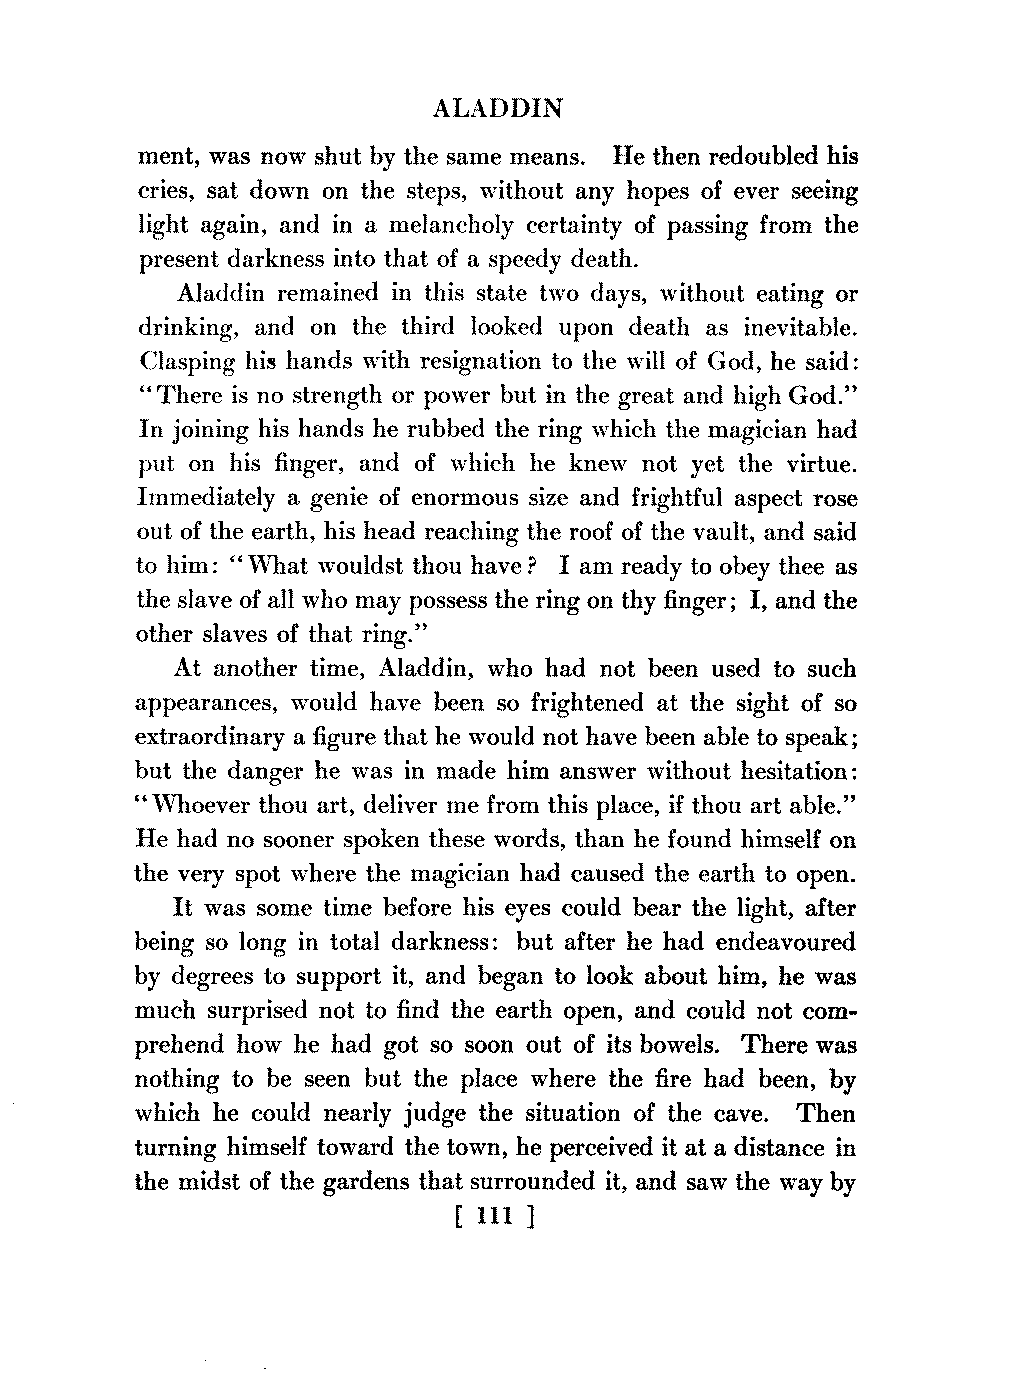 ALADDIN
ment, was now shut by the same means. He then redoubled his
cries, sat down on the steps, without any hopes of ever seeing
light again, and in a melancholy certainty of passing from the
present darkness into that of a speedy death.
Aladdin remained in this state two days, without eating or
drinking, and on the third looked upon death as inevitable.
Clasping his hands with resignation to the will of God, he said:
“There is no strength or power but in the great and high God.”
In joining his hands he rubbed the ring which the magician had
put on his finger, and of which he knew not yet the virtue.
Immediately a genie of enormous size and frightful aspect rose
out of the earth, his head reaching the roof of the vault, and said
to him: “What wouldst thou have? I am ready to obey thee as
the slave of all who may possess the ring on thy finger; I, and the
other slaves of that ring.”
At another time, Aladdin, who had not been used to such
appearances, would have been so frightened at the sight of so
extraordinary a figure that he would not have been able to speak;
but the danger he was in made him answer without hesitation:
“Whoever thou art, deliver me from this place, if thou art able.”
He had no sooner spoken these words, than he found himself on
the very spot where the magician had caused the earth to open.
It was some time before his eyes could bear the light, after
being so long in total darkness: but after he had endeavoured
by degrees to support it, and began to look about him, he was
much surprised not to find the earth open, and could not com-
prehend how he had got so soon out of its bowels. There was
nothing to be seen but the place where the fire had been, by
which he could nearly judge the situation of the cave. Then
turning himself toward the town, he perceived it at a distance in
the midst of the gardens that surrounded it, and saw the way by
[ 111 ]